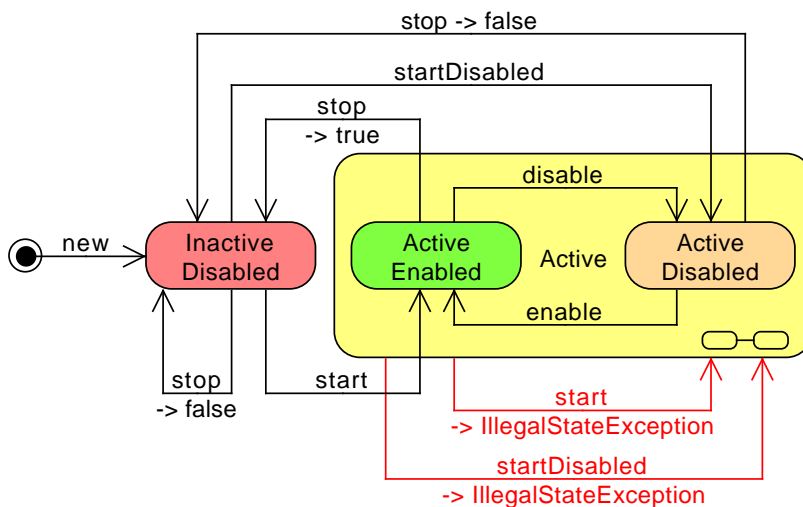 stop -> false
startDisabled
stop
-> true
disable
new
Inactive
Disabled
Active
Enabled
Active
Active
Disabled
enable
stop
-> false
start
start
-> IllegalStateException
startDisabled
-> IllegalStateException